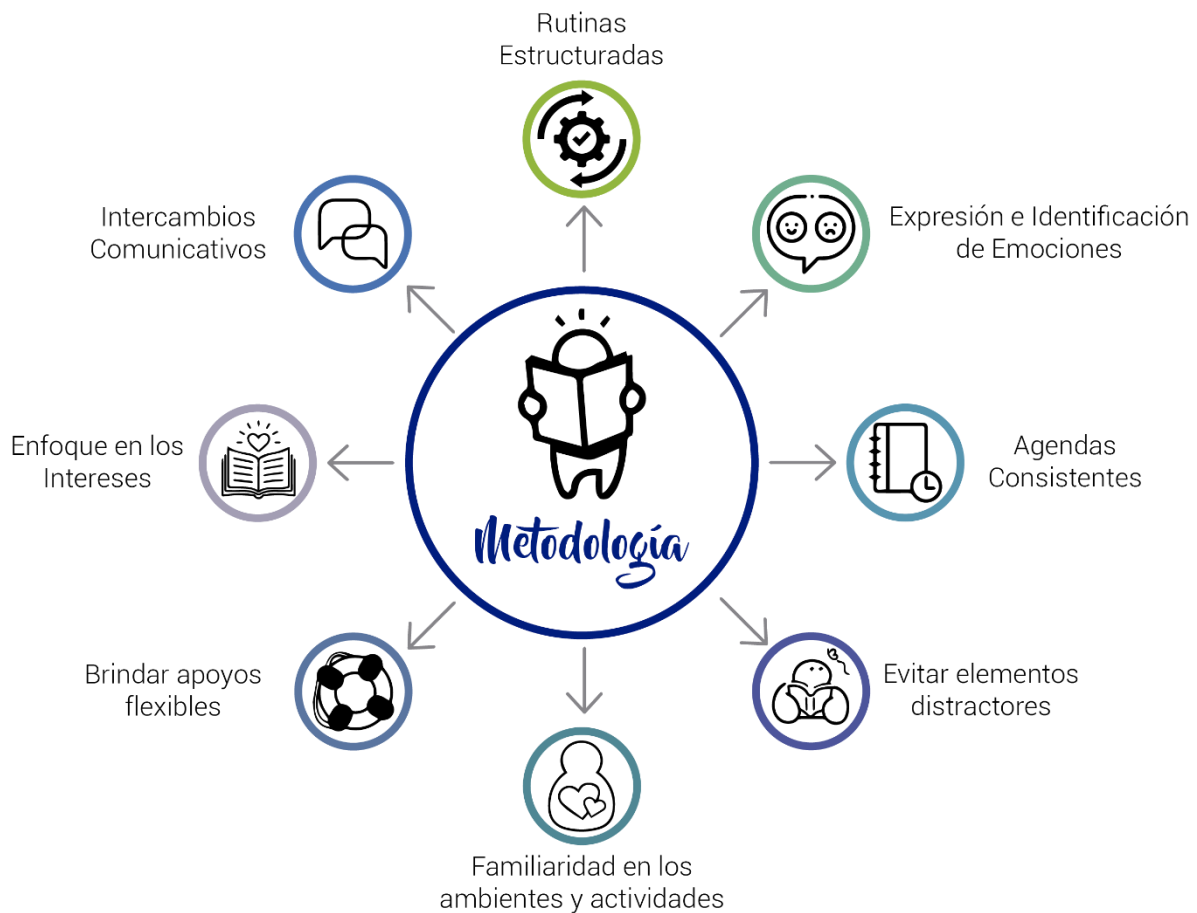 Rutinas
Estructuradas
Expresión e Identificación
de Emociones
Agendas
Consistentes
Evitar elementos
distractores
Familiaridad en los
ambientes y actividades
Brindar apoyos
flexibles
Enfoque en los
Intereses
Intercambios
Comunicativos
Metodología